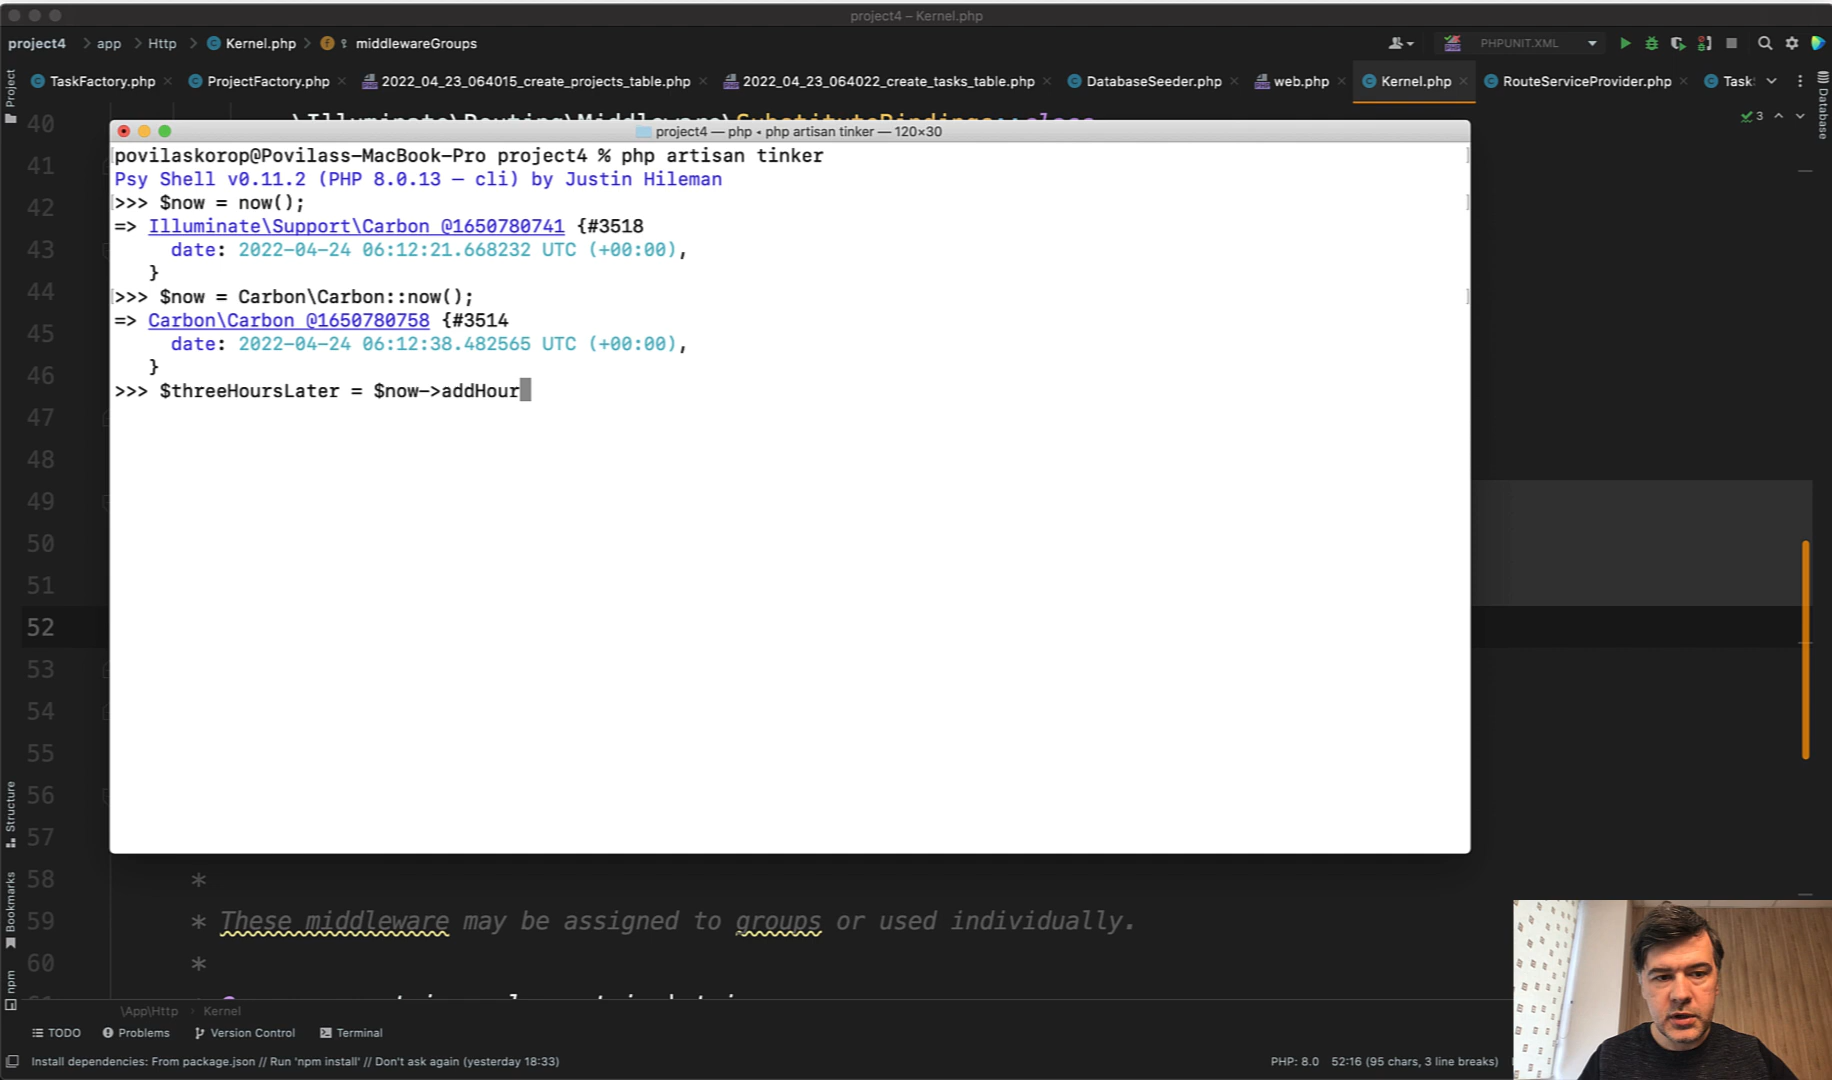 project4 – Kernel.php
project4 app Http Kernel.php middlewareGroups PHPUNIT.XML
TaskFactory.php ProjectFactory.php 2022_04_23_064015_create_projects_table.php 2022_04_23_064022_create_tasks_table.php DatabaseSeeder.php web.php Kernel.php RouteServiceProvider.php Task
Project
Database
3
40
\Illuminate\Routing\Middleware\SubstituteBindings::class
project4 — php • php artisan tinker — 120×30
povilaskorop@Povilass-MacBook-Pro project4 % php artisan tinker
Psy Shell v0.11.2 (PHP 8.0.13 — cli) by Justin Hileman
>>> $now = now();
=> Illuminate\Support\Carbon @1650780741 {#3518
date: 2022-04-24 06:12:21.668232 UTC (+00:00),
}
>>> $now = Carbon\Carbon::now();
=> Carbon\Carbon @1650780758 {#3514
date: 2022-04-24 06:12:38.482565 UTC (+00:00),
}
>>> $threeHoursLater = $now->addHour
41
42
43
44
45
46
47
48
49
50
51
52
53
54
55
56
57
58 *
59 * These middleware may be assigned to groups or used individually.
60 *
Structure
Bookmarks
npm
\App\Http Kernel
TODO Problems Version Control Terminal
Install dependencies: From package.json // Run 'npm install' // Don't ask again (yesterday 18:33) PHP: 8.0 52:16 (95 chars, 3 line breaks)